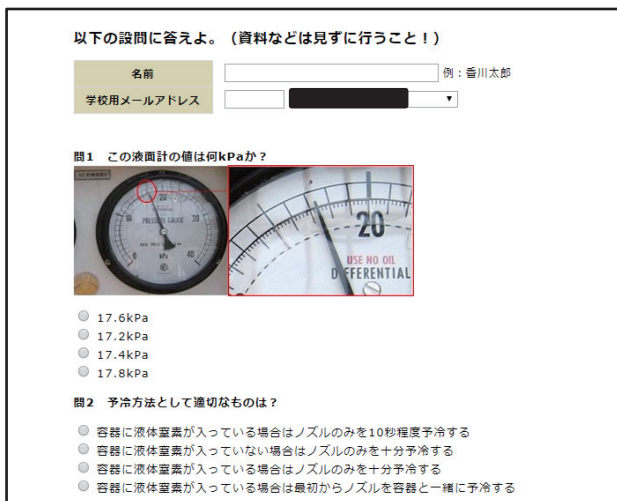 以下の設問に答えよ。（資料などは見ずに行うこと！）
名前 例：香川太郎
学校用メールアドレス
問1 この液面計の値は何kPaか？
10 20 30
PRESSURE GAUGE
kPa
0 40
20
USE NO OIL
DIFFERENTIAL
17.6kPa
17.2kPa
17.4kPa
17.8kPa
問2 予冷方法として適切なものは？
容器に液体窒素が入っている場合はノズルのみを10秒程度予冷する
容器に液体窒素が入っていない場合はノズルのみを十分予冷する
容器に液体窒素が入っている場合はノズルのみを十分予冷する
容器に液体窒素が入っている場合は最初からノズルを容器と一緒に予冷する